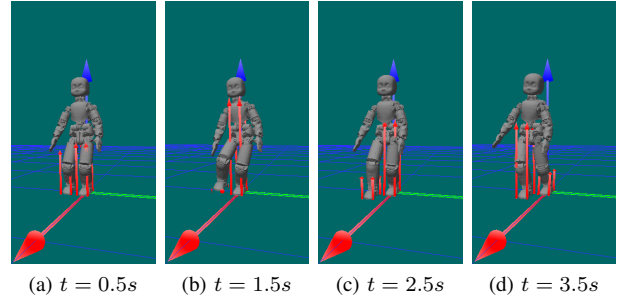 (a) t = 0.5s (b) t = 1.5s (c) t = 2.5s (d) t = 3.5s